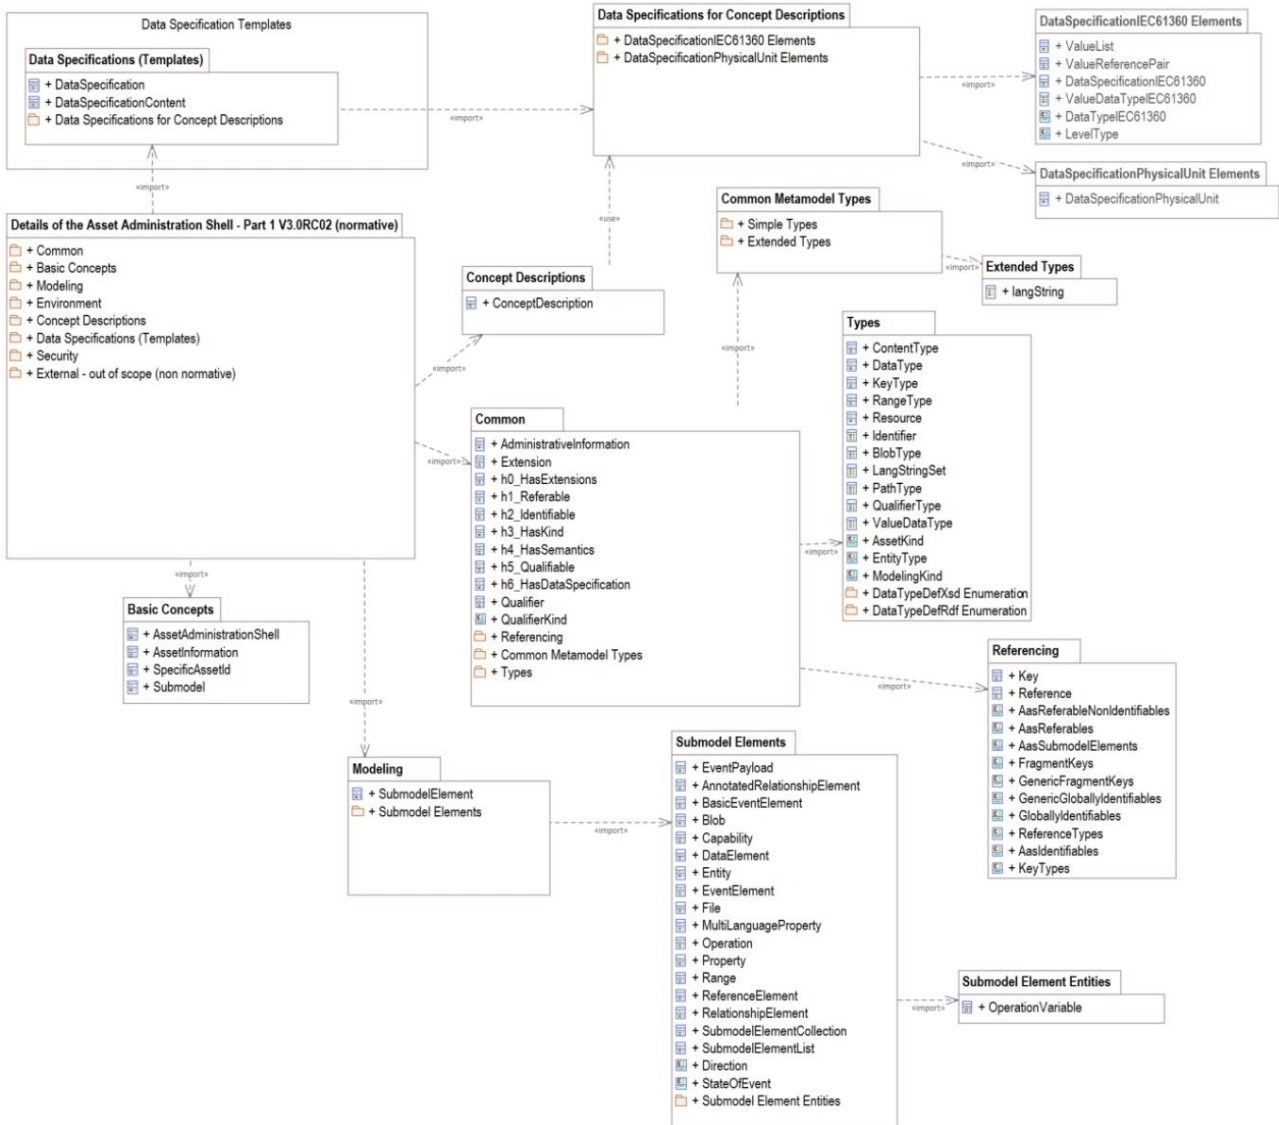 Data Specification Templates
Data Specifications (Templates)
+ DataSpecification
+ DataSpecificationContent
+ Data Specifications for Concept Descriptions
«import»
Data Specifications for Concept Descriptions
+ DataSpecificationIEC61360 Elements
+ DataSpecificationPhysicalUnit Elements
«import»
DataSpecificationIEC61360 Elements
+ ValueList
+ ValueReferencePair
+ DataSpecificationIEC61360
+ ValueDataTypeIEC61360
+ DataTypeIEC61360
+ LevelType
«import»
DataSpecificationPhysicalUnit Elements
+ DataSpecificationPhysicalUnit
«import»
«use»
Details of the Asset Administration Shell - Part 1 V3.0RC02 (normative)
+ Common
+ Basic Concepts
+ Modeling
+ Environment
+ Concept Descriptions
+ Data Specifications (Templates)
+ Security
+ External - out of scope (non normative)
Common Metamodel Types
+ Simple Types
+ Extended Types
«import»
Extended Types
+ langString
Concept Descriptions
+ ConceptDescription
«import»
«import»
Types
+ ContentType
+ DataType
+ KeyType
+ RangeType
+ Resource
+ Identifier
+ BlobType
+ LangStringSet
+ PathType
+ QualifierType
+ ValueDataType
+ AssetKind
+ EntityType
+ ModelingKind
+ DataTypeDefXsd Enumeration
+ DataTypeDefRdf Enumeration
Common
+ AdministrativeInformation
+ Extension
+ h0_HasExtensions
+ h1_Referable
+ h2_Identifiable
+ h3_HasKind
+ h4_HasSemantics
+ h5_Qualifiable
+ h6_HasDataSpecification
+ Qualifier
+ QualifierKind
+ Referencing
+ Common Metamodel Types
+ Types
«import»
«import»
«import»
«import»
Basic Concepts
+ AssetAdministrationShell
+ AssetInformation
+ SpecificAssetId
+ Submodel
Referencing
+ Key
+ Reference
+ AasReferableNonIdentifiables
+ AasReferables
+ AasSubmodelElements
+ FragmentKeys
+ GenericFragmentKeys
+ GenericGloballyIdentifiables
+ GloballyIdentifiables
+ ReferenceTypes
+ AasIdentifiables
+ KeyTypes
«import»
Modeling
+ SubmodelElement
+ Submodel Elements
«import»
Submodel Elements
+ EventPayload
+ AnnotatedRelationshipElement
+ BasicEventElement
+ Blob
+ Capability
+ DataElement
+ Entity
+ EventElement
+ File
+ MultiLanguageProperty
+ Operation
+ Property
+ Range
+ ReferenceElement
+ RelationshipElement
+ SubmodelElementCollection
+ SubmodelElementList
+ Direction
+ StateOfEvent
+ Submodel Element Entities
«import»
Submodel Element Entities
+ OperationVariable